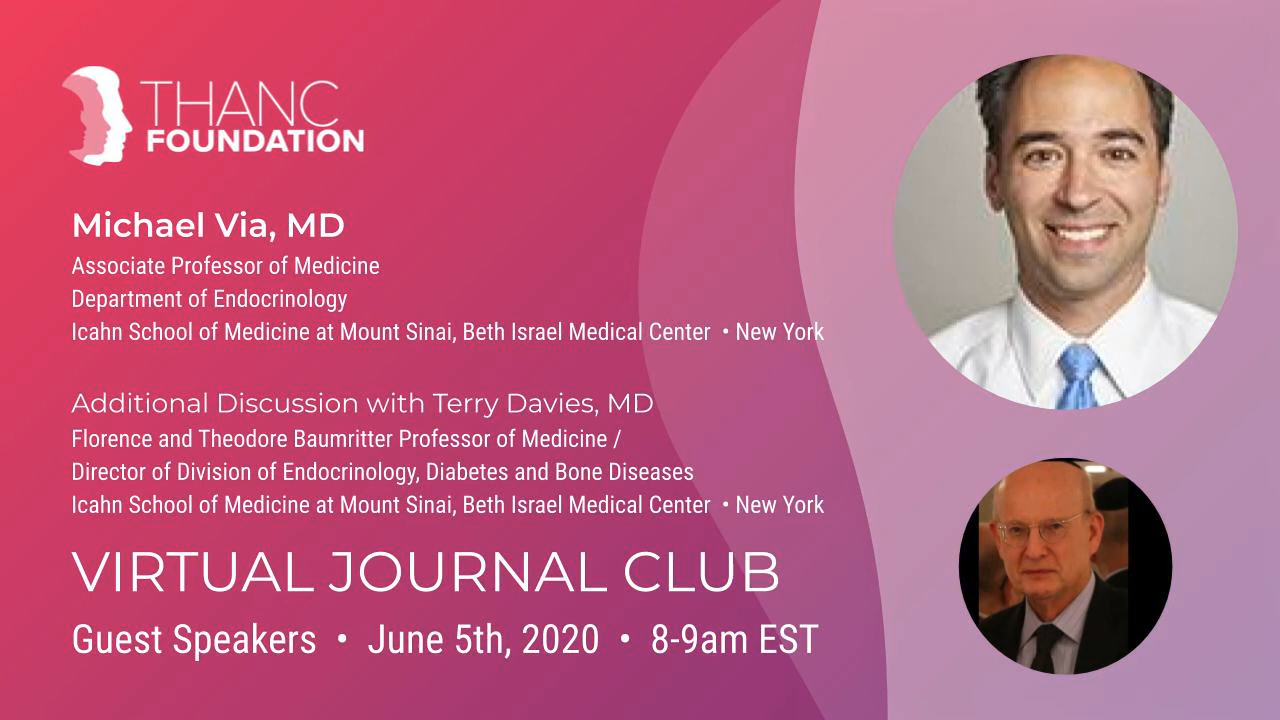 THANC
FOUNDATION
Michael Via, MD
Associate Professor of Medicine
Department of Endocrinology
Icahn School of Medicine at Mount Sinai, Beth Israel Medical Center • New York
Additional Discussion with Terry Davies, MD
Florence and Theodore Baumritter Professor of Medicine /
Director of Division of Endocrinology, Diabetes and Bone Diseases
Icahn School of Medicine at Mount Sinai, Beth Israel Medical Center • New York
VIRTUAL JOURNAL CLUB
Guest Speakers • June 5th, 2020 • 8-9am EST